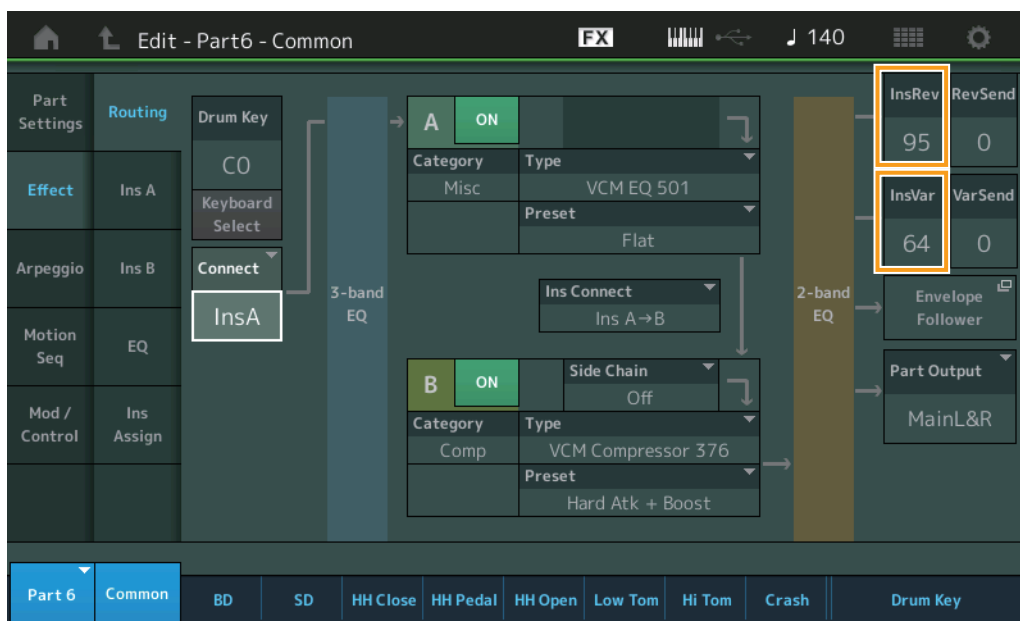 Edit - Part6 - Common
FX
♩ 140
Part
Settings
Effect
Arpeggio
Motion
Seq
Mod /
Control
Routing
Ins A
Ins B
EQ
Ins
Assign
Drum Key
C0
Keyboard
Select
Connect
InsA
3-band
EQ
A
ON
Category
Type
Misc
VCM EQ 501
Preset
Flat
Ins Connect
Ins A→B
B
ON
Side Chain
Off
Category
Type
Comp
VCM Compressor 376
Preset
Hard Atk + Boost
2-band
EQ
InsRev
RevSend
95
0
InsVar
VarSend
64
0
Envelope
Follower
Part Output
MainL&R
Part 6
Common
BD
SD
HH Close
HH Pedal
HH Open
Low Tom
Hi Tom
Crash
Drum Key